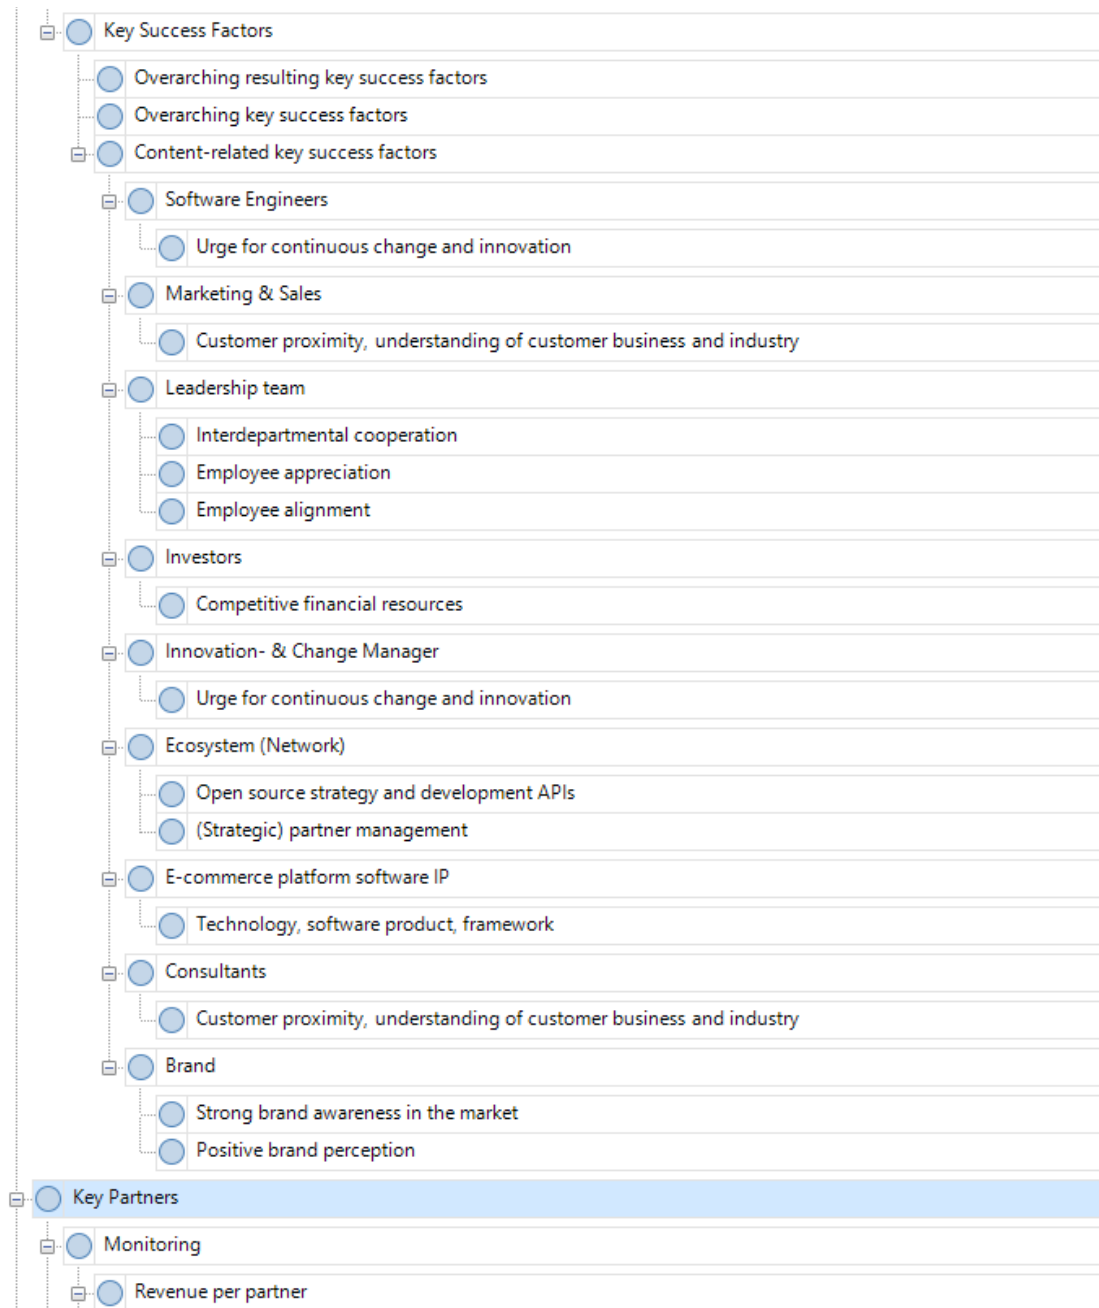 Key Success Factors
Overarching resulting key success factors
Overarching key success factors
Content-related key success factors
Software Engineers
Urge for continuous change and innovation
Marketing & Sales
Customer proximity, understanding of customer business and industry
Leadership team
Interdepartmental cooperation
Employee appreciation
Employee alignment
Investors
Competitive financial resources
Innovation- & Change Manager
Urge for continuous change and innovation
Ecosystem (Network)
Open source strategy and development APIs
(Strategic) partner management
E-commerce platform software IP
Technology, software product, framework
Consultants
Customer proximity, understanding of customer business and industry
Brand
Strong brand awareness in the market
Positive brand perception
Key Partners
Monitoring
Revenue per partner